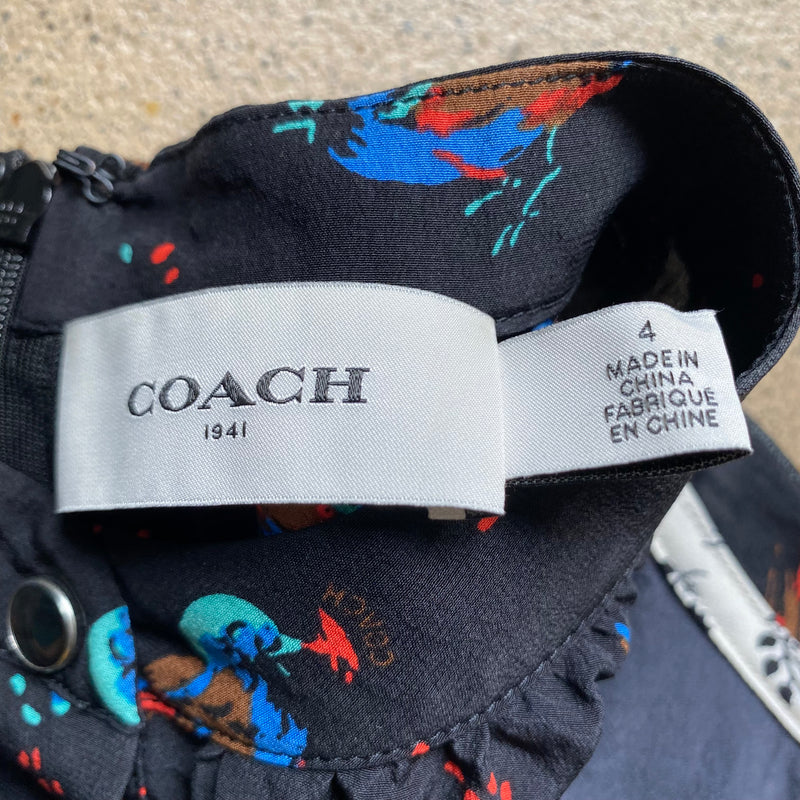 COACH
1941
4
MADE IN
CHINA
FABRIQUE
EN CHINE
COACH